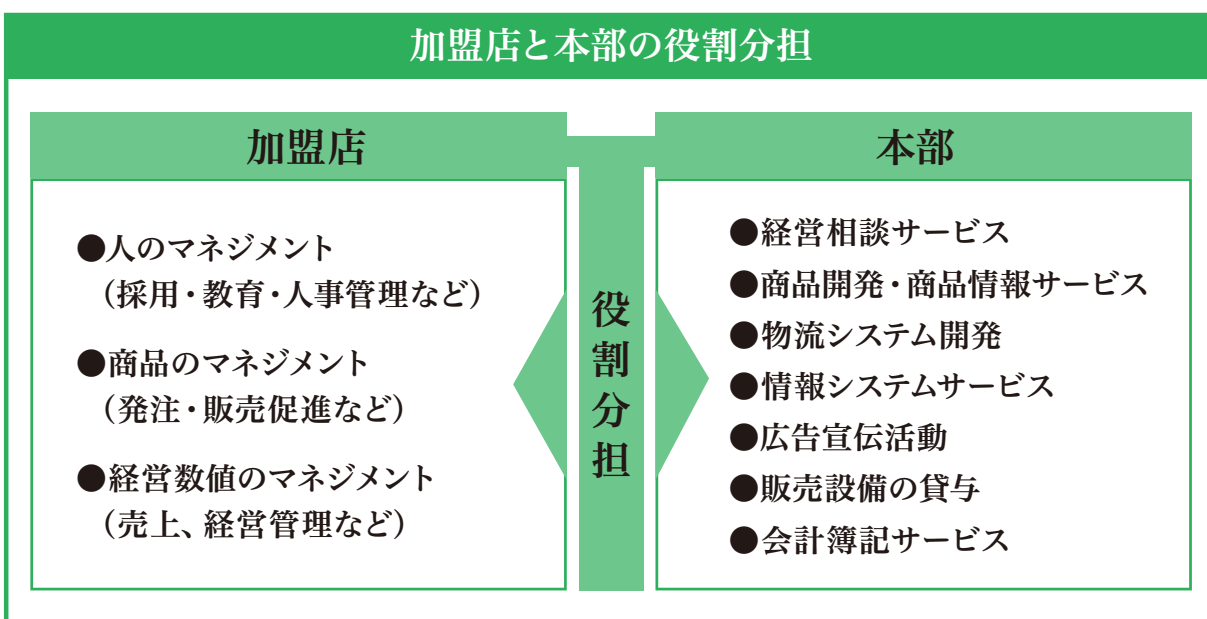 加盟店と本部の役割分担
加盟店
●人のマネジメント
（採用・教育・人事管理など）
●商品のマネジメント
（発注・販売促進など）
●経営数値のマネジメント
（売上、経営管理など）
役割分担
本部
●経営相談サービス
●商品開発・商品情報サービス
●物流システム開発
●情報システムサービス
●広告宣伝活動
●販売設備の貸与
●会計簿記サービス